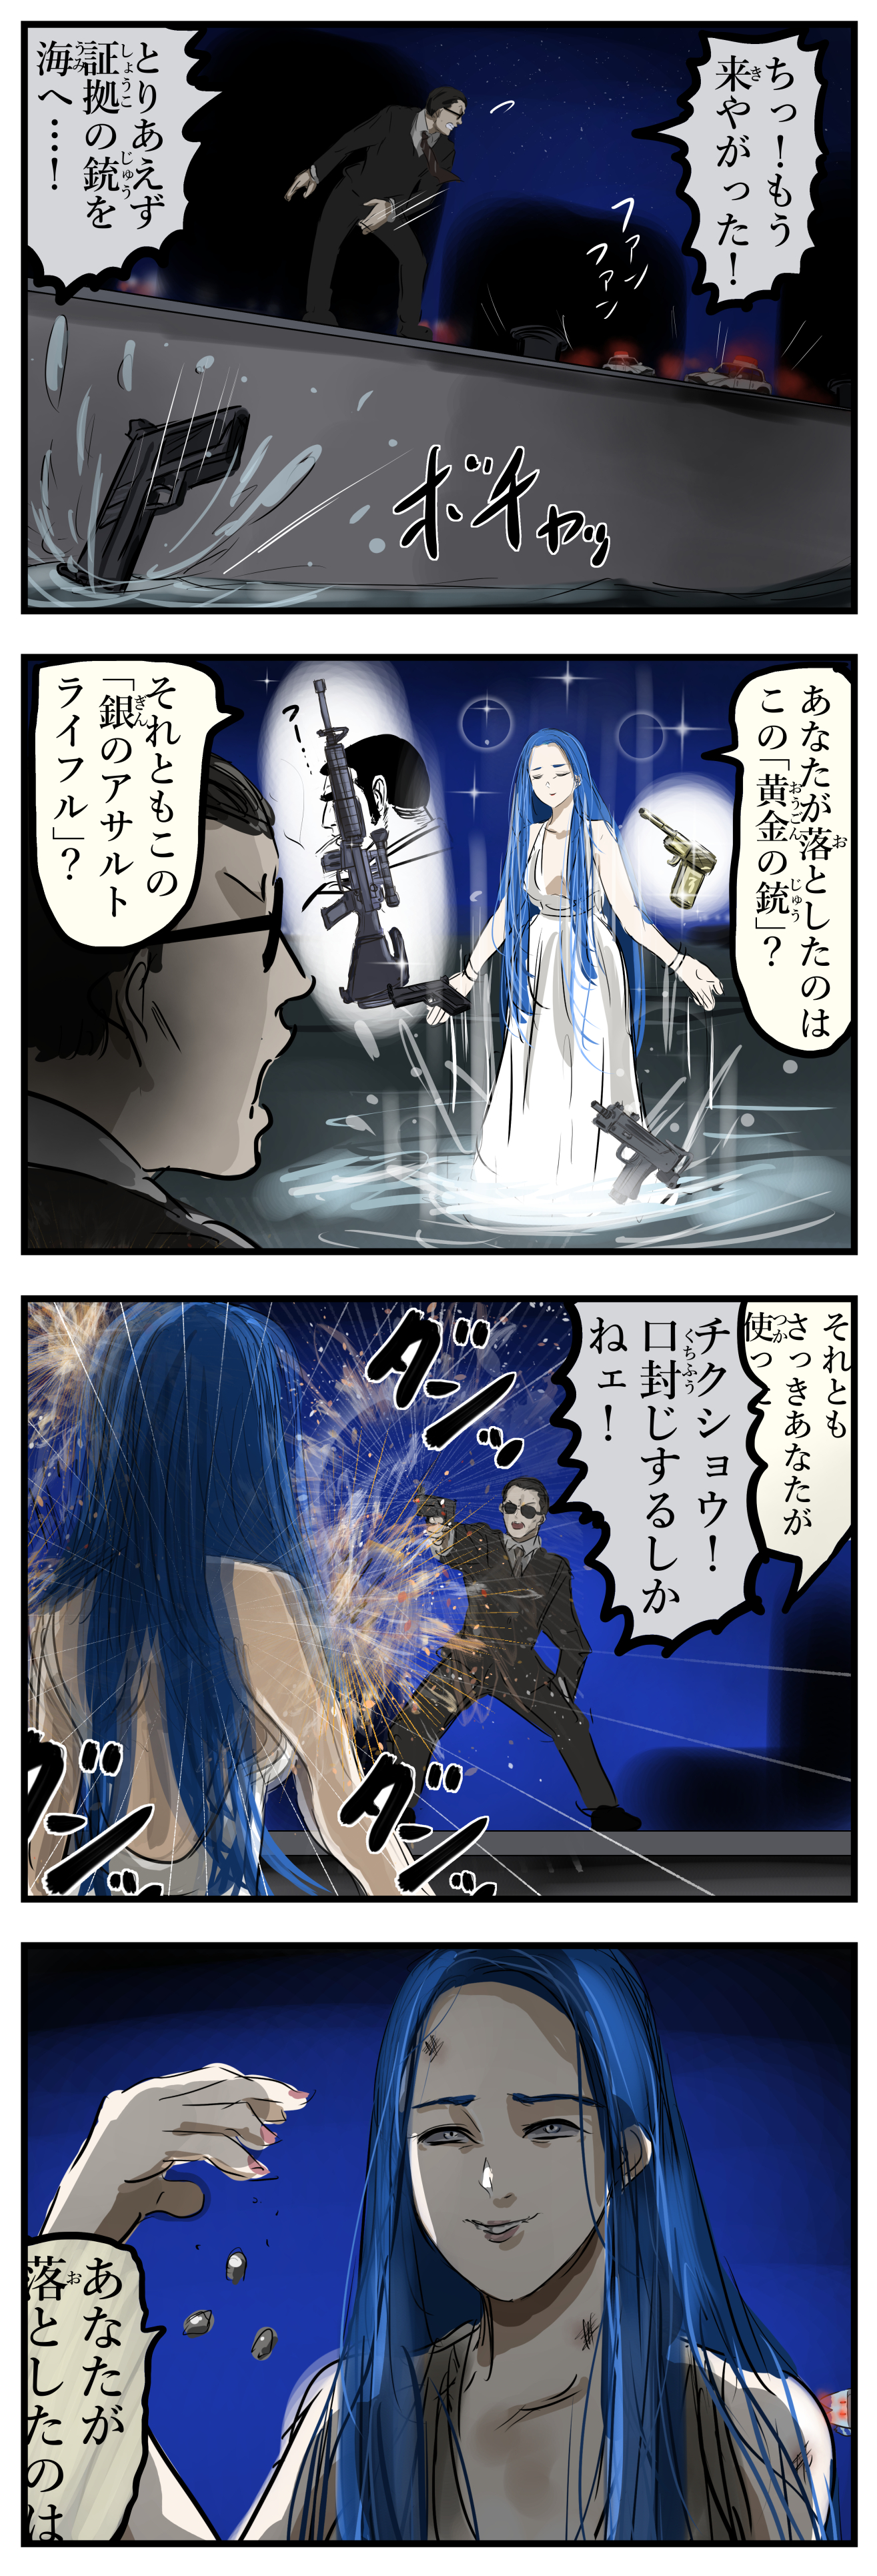 ちっ！もう
来やがった！
ファンファン
とりあえず
証拠の銃を
海へ…！
ボチャッ
あなたが落としたのは
この「黄金の銃」？
それともこの
「銀のアサルト
ライフル」？
スー…
それとも
さっきあなたが
使っ
チクショウ！
口封じするしか
ねェ！
ダンッ
ダンッ
ダンッ
あなたが
落としたのは